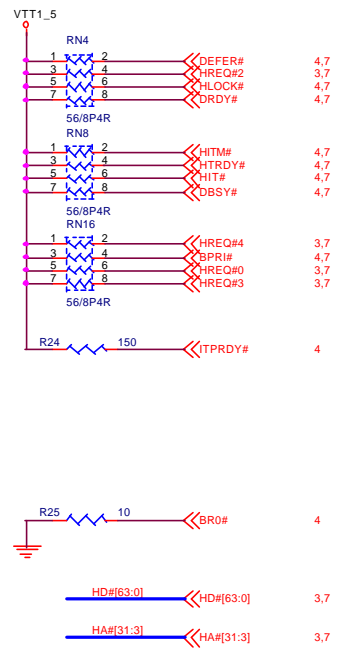 VTT1_5
RN4
1 2 DEFER# 4,7
3 4 HREQ#2 3,7
5 6 HLOCK# 4,7
7 8 DRDY# 4,7
56/8P4R
RN8
1 2 HITM# 4,7
3 4 HTRDY# 4,7
5 6 HIT# 4,7
7 8 DBSY# 4,7
56/8P4R
RN16
1 2 HREQ#4 3,7
3 4 BPRI# 4,7
5 6 HREQ#0 3,7
7 8 HREQ#3 3,7
56/8P4R
R24 150 ITPRDY# 4
R25 10 BR0# 4
HD#[63:0] HD#[63:0] 3,7
HA#[31:3] HA#[31:3] 3,7